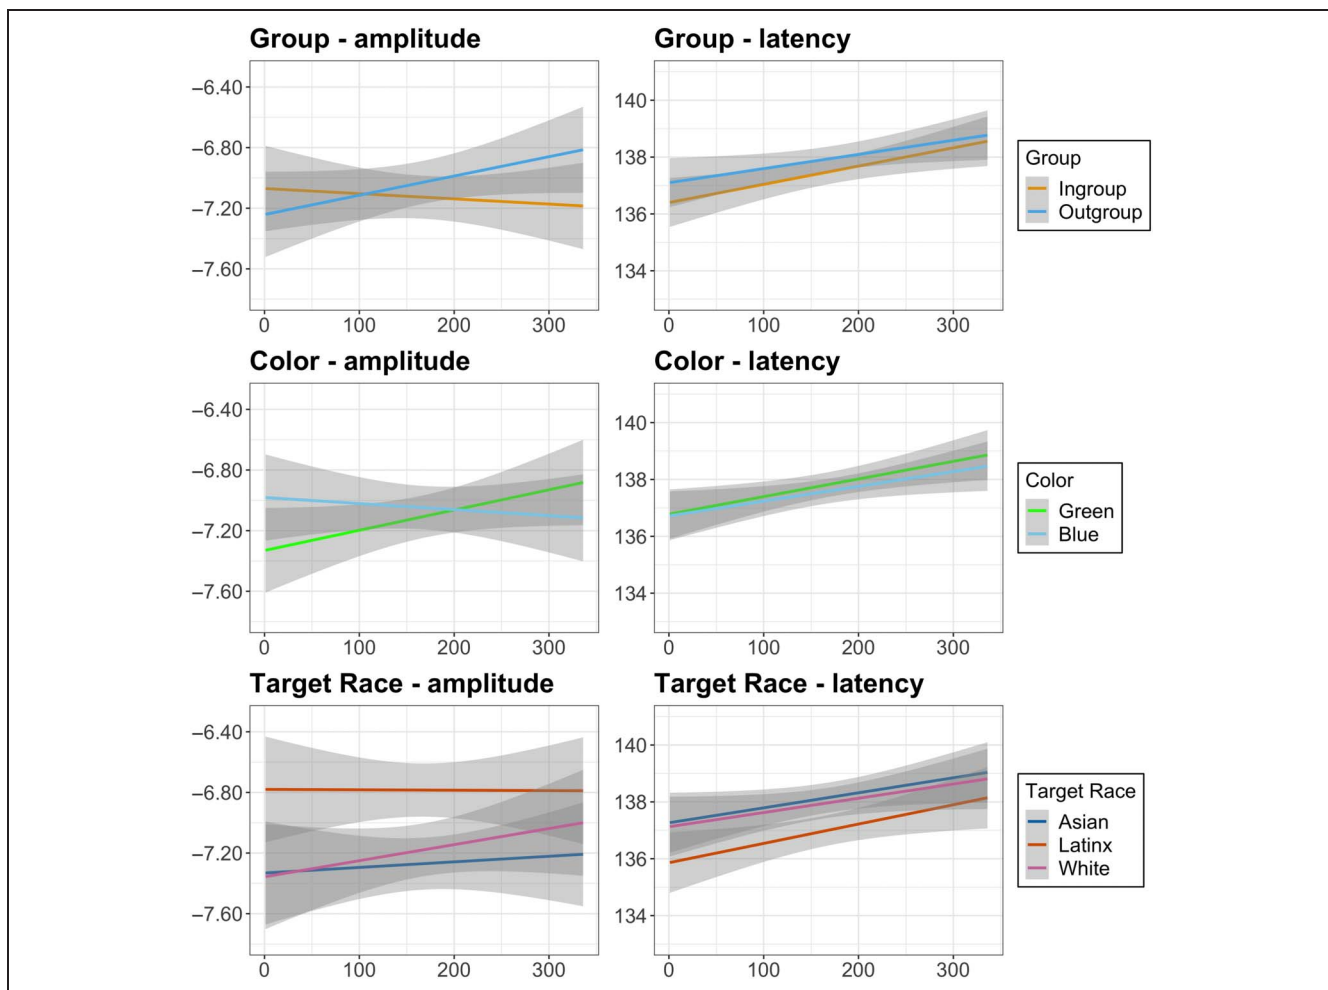 Group - amplitude
−6.40
−6.80
−7.20
−7.60
0 100 200 300
Group - latency
140
138
136
134
0 100 200 300
Group
Ingroup
Outgroup
Color - amplitude
−6.40
−6.80
−7.20
−7.60
0 100 200 300
Color - latency
140
138
136
134
0 100 200 300
Color
Green
Blue
Target Race - amplitude
−6.40
−6.80
−7.20
−7.60
0 100 200 300
Target Race - latency
140
138
136
134
0 100 200 300
Target Race
Asian
Latinx
White